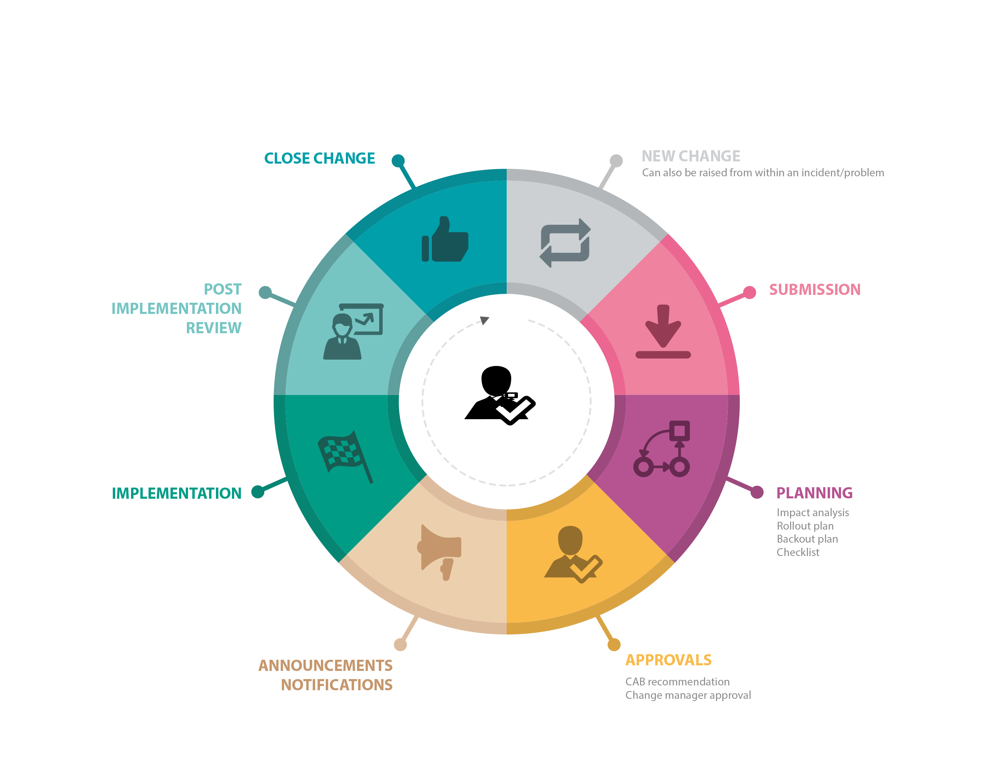 CLOSE CHANGE
NEW CHANGE
Can also be raised from within an incident/problem
SUBMISSION
POST
IMPLEMENTATION
REVIEW
IMPLEMENTATION
PLANNING
Impact analysis
Rollout plan
Backout plan
Checklist
ANNOUNCEMENTS
NOTIFICATIONS
APPROVALS
CAB recommendation
Change manager approval